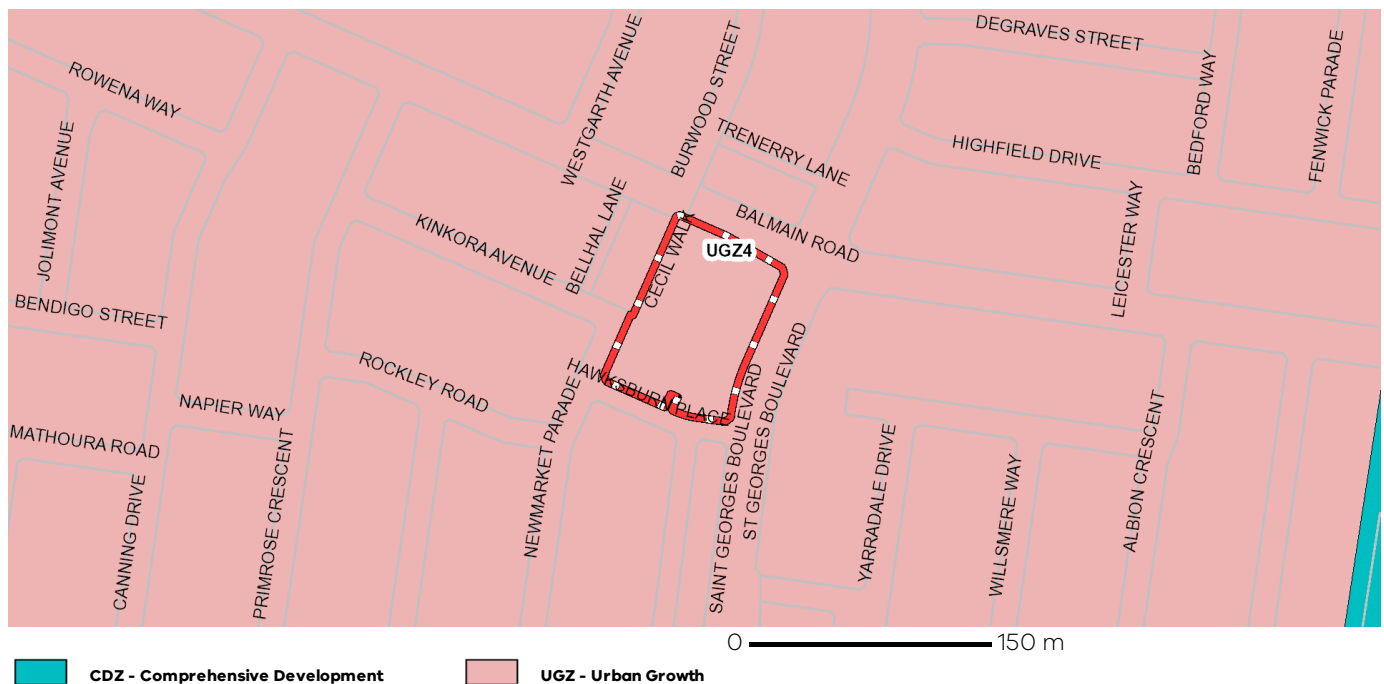 DEGRAVES STREET
WESTGARTH AVENUE
BURWOOD STREET
FENWICK PARADE
BEDFORD WAY
ROWENA WAY
TRENERRY LANE
HIGHFIELD DRIVE
JOLIMONT AVENUE
BELLHAL LANE
LEICESTER WAY
BALMAIN ROAD
KINKORA AVENUE
CECIL WALK
UGZ4
BENDIGO STREET
ROCKLEY ROAD
HAWKSBURN PLACE
ST GEORGES BOULEVARD
SAINT GEORGES BOULEVARD
NAPIER WAY
NEWMARKET PARADE
MATHOURA ROAD
PRIMROSE CRESCENT
CANNING DRIVE
YARRADALE DRIVE
WILLSMERE WAY
ALBION CRESCENT
0 150 m
CDZ - Comprehensive Development
UGZ - Urban Growth